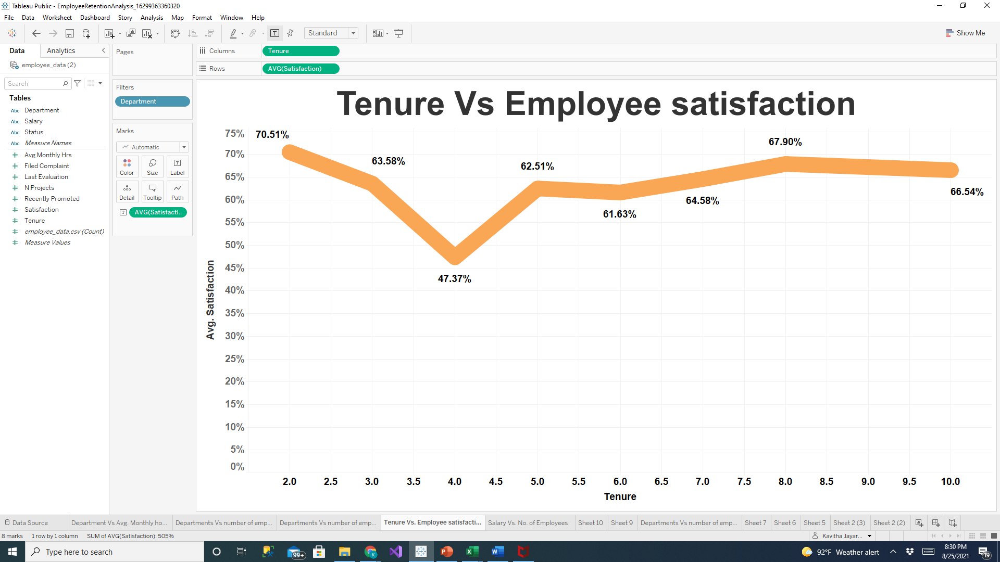 Tableau Public - EmployeeRetentionAnalysis_16299363360320
File Data Worksheet Dashboard Story Analysis Map Format Window Help
Standard
Show Me
Data Analytics
employee_data (2)
Search
Tables
Abc Department
Abc Salary
Abc Status
Abc Measure Names
Avg Monthly Hrs
Filed Complaint
Last Evaluation
N Projects
Recently Promoted
Satisfaction
Tenure
employee_data.csv (Count)
Measure Values
Pages
Filters
Department
Marks
Automatic
Color Size Label
Detail Tooltip Path
AVG(Satisfacti..
Columns Tenure
Rows AVG(Satisfaction)
Tenure Vs Employee satisfaction
75%
70%
65%
60%
55%
50%
45%
40%
35%
30%
25%
20%
15%
10%
5%
0%
Avg. Satisfaction
70.51%
63.58%
47.37%
62.51%
61.63%
64.58%
67.90%
66.54%
2.0 2.5 3.0 3.5 4.0 4.5 5.0 5.5 6.0 6.5 7.0 7.5 8.0 8.5 9.0 9.5 10.0
Tenure
Data Source Department Vs Avg. Monthly ho... Departments Vs number of emp... Departments Vs number of emp... Tenure Vs. Employee satisfacti... Salary Vs. No. of Employees Sheet 10 Sheet 9 Departments Vs number of emp... Sheet 7 Sheet 6 Sheet 5 Sheet 2 (3) Sheet 2 (2)
8 marks 1 row by 1 column SUM of AVG(Satisfaction): 505%
Kavitha Jayar...
Type here to search
99+
K
92°F Weather alert
8:30 PM
8/25/2021
19